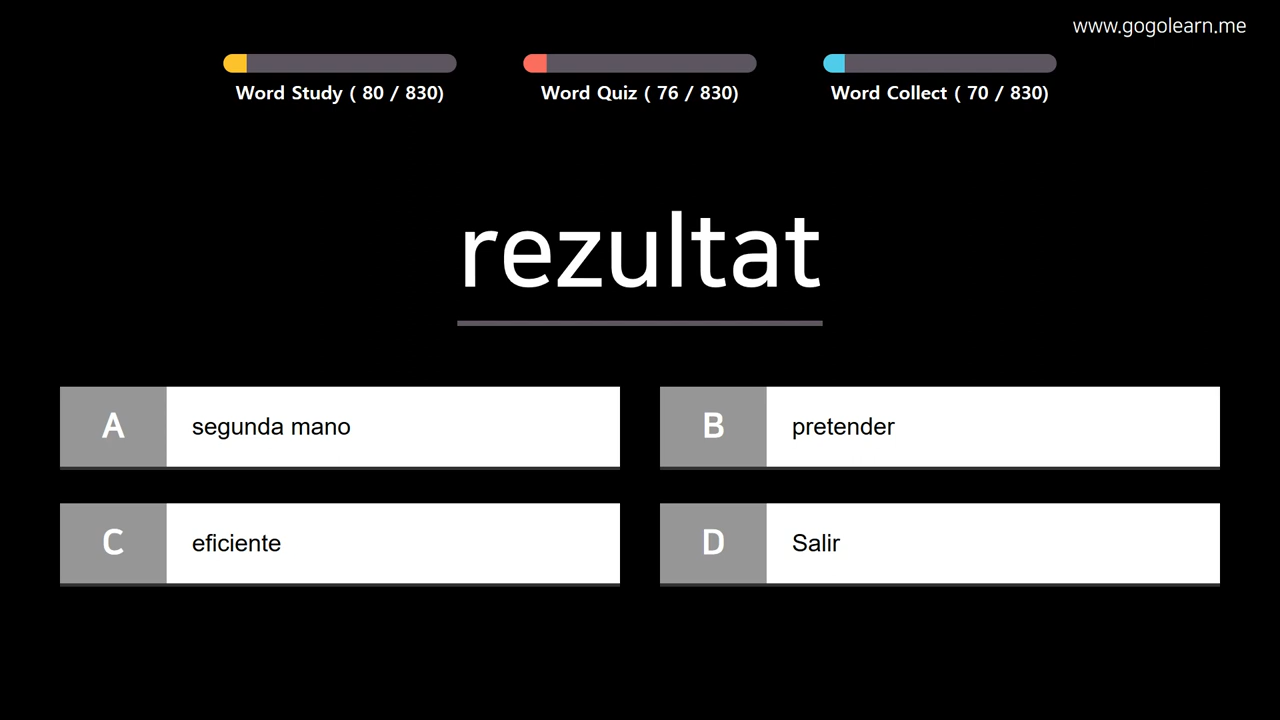 www.gogolearn.me
Word Study ( 80 / 830)
Word Quiz ( 76 / 830)
Word Collect ( 70 / 830)
rezultat
A segunda mano
B pretender
C eficiente
D Salir